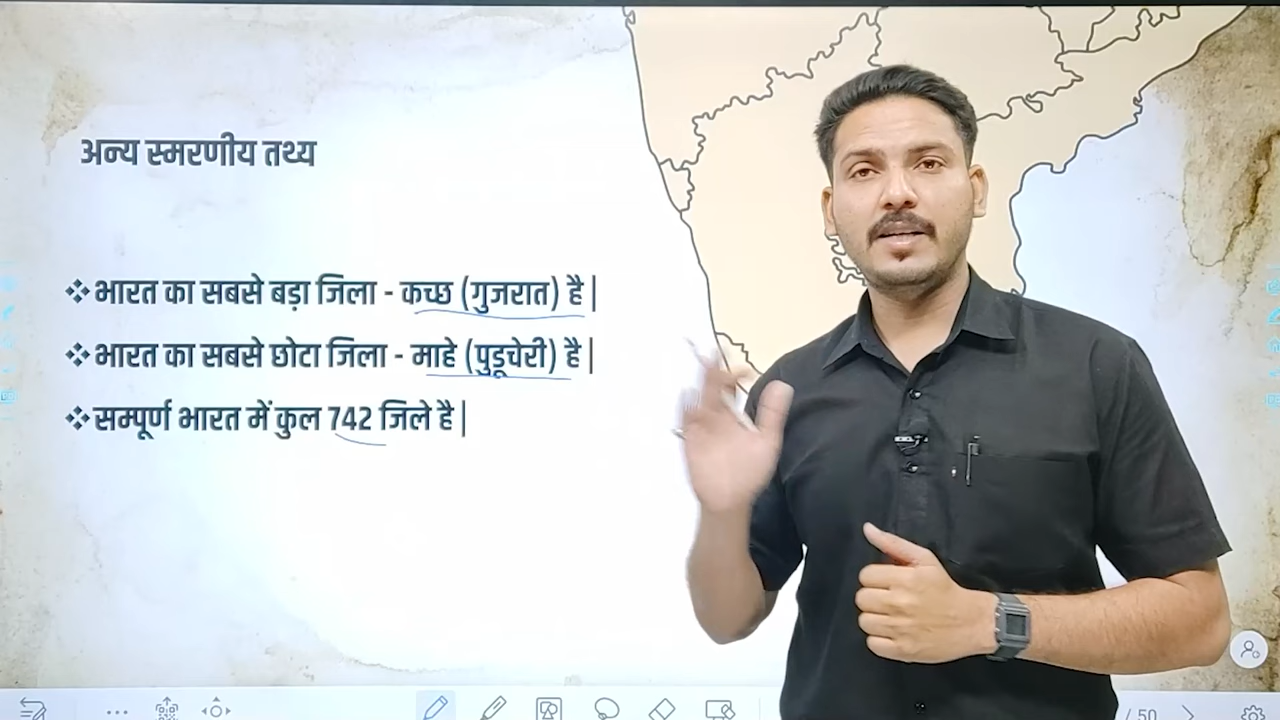 अन्य स्मरणीय तथ्य
❖भारत का सबसे बड़ा जिला - कच्छ (गुजरात) है |
❖भारत का सबसे छोटा जिला - माहे (पुडूचेरी) है |
❖सम्पूर्ण भारत में कुल 742 जिले है |
/ 50